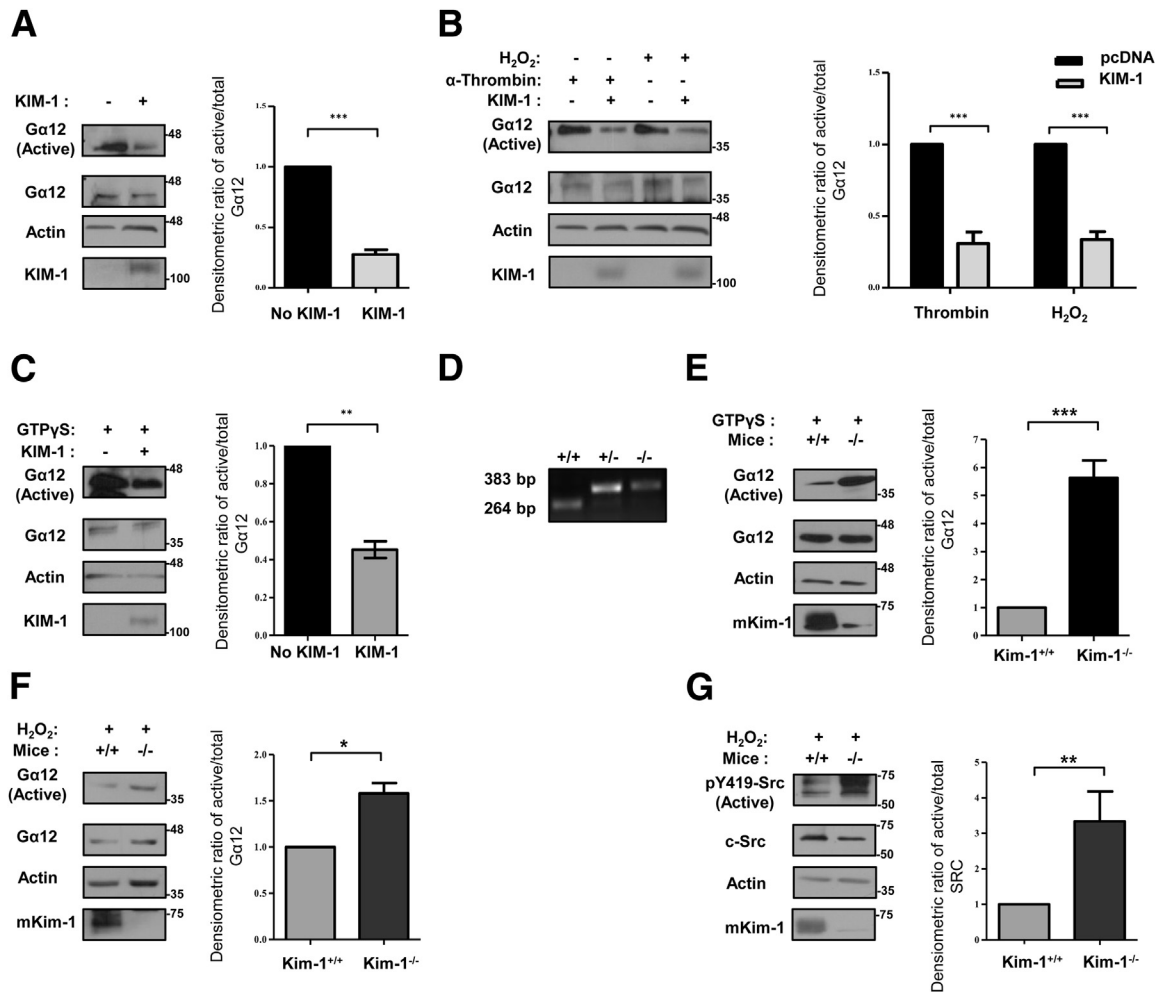 A
KIM-1 : - +
Gα12
(Active)
-48
Gα12
-48
Actin
-48
KIM-1
-100
Densitometric ratio of active/total
Gα12
1.5
1.0
0.5
0.0
***
No KIM-1 KIM-1
B
H2O2: - - + +
α-Thrombin: + + - -
KIM-1 : - + - +
Gα12
(Active)
-35
Gα12
-35
-48
Actin
KIM-1
-100
Densitometric ratio of active/total
Gα12
1.5
1.0
0.5
0.0
pcDNA
KIM-1
*** ***
Thrombin H2O2
C
GTPγS: + +
KIM-1 : - +
Gα12
(Active)
-48
Gα12
-35
-48
Actin
KIM-1
-100
Densitometric ratio of active/total
Gα12
1.0
0.8
0.6
0.4
0.2
0.0
**
No KIM-1 KIM-1
D
+/+ +/- -/-
383 bp
264 bp
E
GTPγS : + +
Mice : +/+ -/-
Gα12
(Active)
-35
Gα12
-48
Actin
-75
mKim-1
Densitometric ratio of active/total
Gα12
7
6
5
4
3
2
1
0
***
Kim-1+/+ Kim-1-/-
F
H2O2: + +
Mice : +/+ -/-
Gα12
(Active)
-35
-48
Gα12
Actin
-35
-75
mKim-1
Densiometric ratio of active/total
Gα12
2.0
1.5
1.0
0.5
0.0
*
Kim-1+/+ Kim-1-/-
G
H2O2: + +
Mice : +/+ -/-
pY419-Src
(Active)
-75
-50
c-Src
-75
-50
Actin
-35
-75
mKim-1
Densiometric ratio of active/total
SRC
5
4
3
2
1
0
**
Kim-1+/+ Kim-1-/-